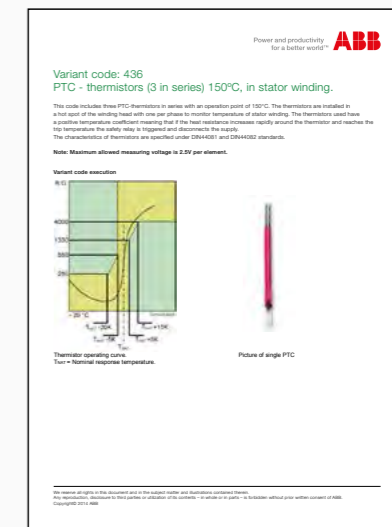 Power and productivity
for a better world™
ABB
Variant code: 436
PTC - thermistors (3 in series) 150ºC, in stator winding.
This code includes three PTC-thermistors in series with an operation point of 150°C. The thermistors are installed in
a hot spot of the winding head with one per phase to monitor temperature of stator winding. The thermistors used have
a positive temperature coefficient meaning that if the heat resistance increases rapidly around the thermistor and reaches the
trip temperature the safety relay is triggered and disconnects the supply.
The characteristics of thermistors are specified under DIN44081 and DIN44082 standards.
Note: Maximum allowed measuring voltage is 2.5V per element.
Variant code execution
4000
1330
550
250
- 20 °C
-20K
+15K
-5K
+5K
Thermistor operating curve.
= Nominal response temperature.
Picture of single PTC
We reserve all rights in this document and in the subject matter and illustrations contained therein.
Any reproduction, disclosure to third parties or utilization of its contents – in whole or in parts – is forbidden without prior written consent of ABB.
Copyright© 2014 ABB